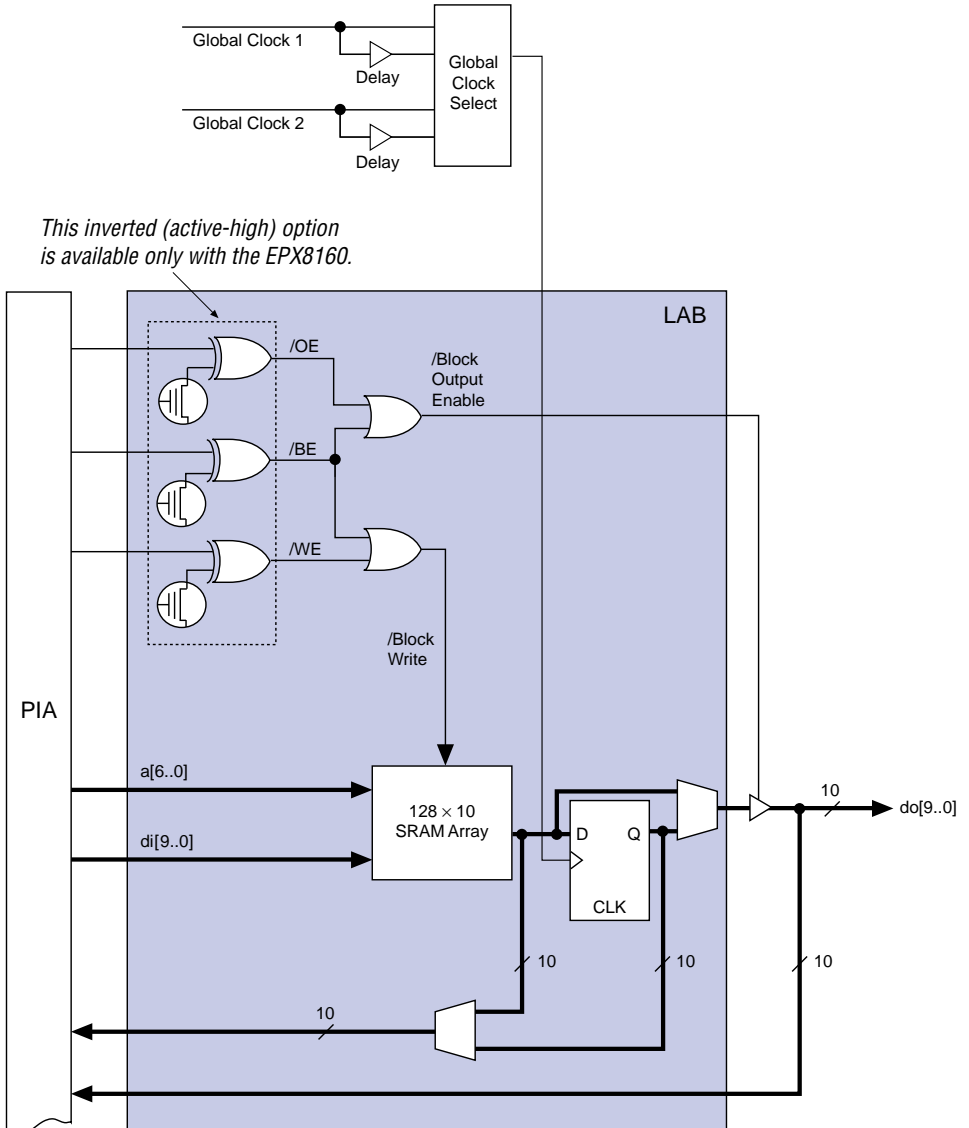 Global Clock 1
Delay
Global
Clock
Select
Global Clock 2
Delay
This inverted (active-high) option
is available only with the EPX8160.
LAB
/OE
/Block
Output
Enable
/BE
/WE
/Block
Write
PIA
a[6..0]
128 × 10
SRAM Array
10
do[9..0]
di[9..0]
D
Q
CLK
10
10
10
10